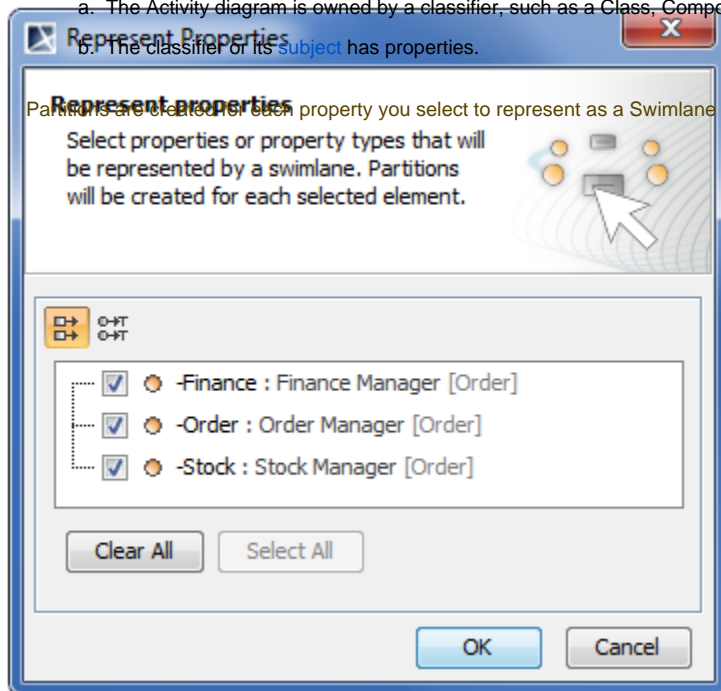 a. The Activity diagram is owned by a classifier, such as a Class, Compo
Represent Properties
b. The classifier or its subject has properties.
Represent properties
Partitions are created for each property you select to represent as a Swimlane
Select properties or property types that will
be represented by a swimlane. Partitions
will be created for each selected element.
-Finance : Finance Manager [Order]
-Order : Order Manager [Order]
-Stock : Stock Manager [Order]
Clear All Select All
OK Cancel